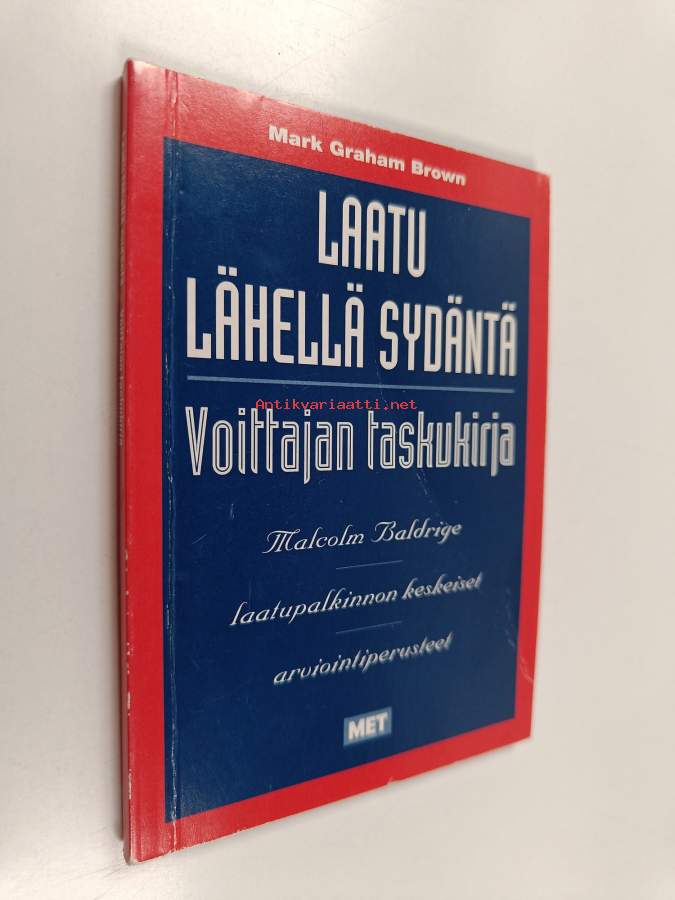 Mark Graham Brown
LAATU
LÄHELLÄ SYDÄNTÄ
Antikvariaatti.net
Voittajan taskukirja
Malcolm Baldrige
laatupalkinnon keskeiset
arviointiperusteet
MET